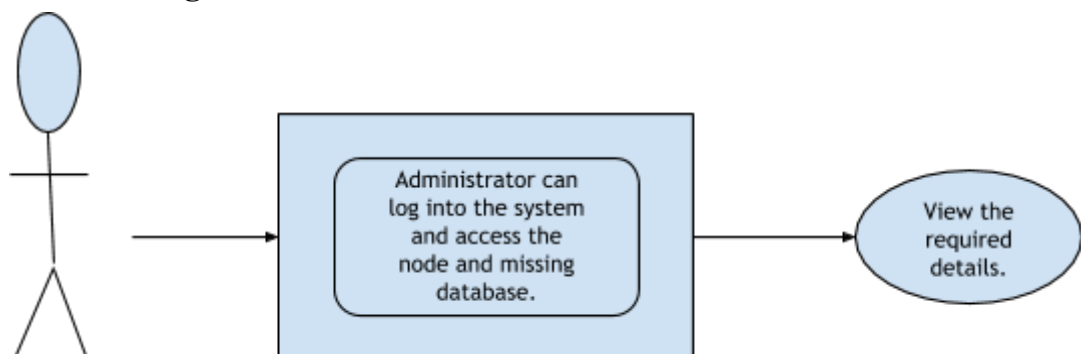 Administrator can
log into the system
and access the
node and missing
database.
View the
required
details.